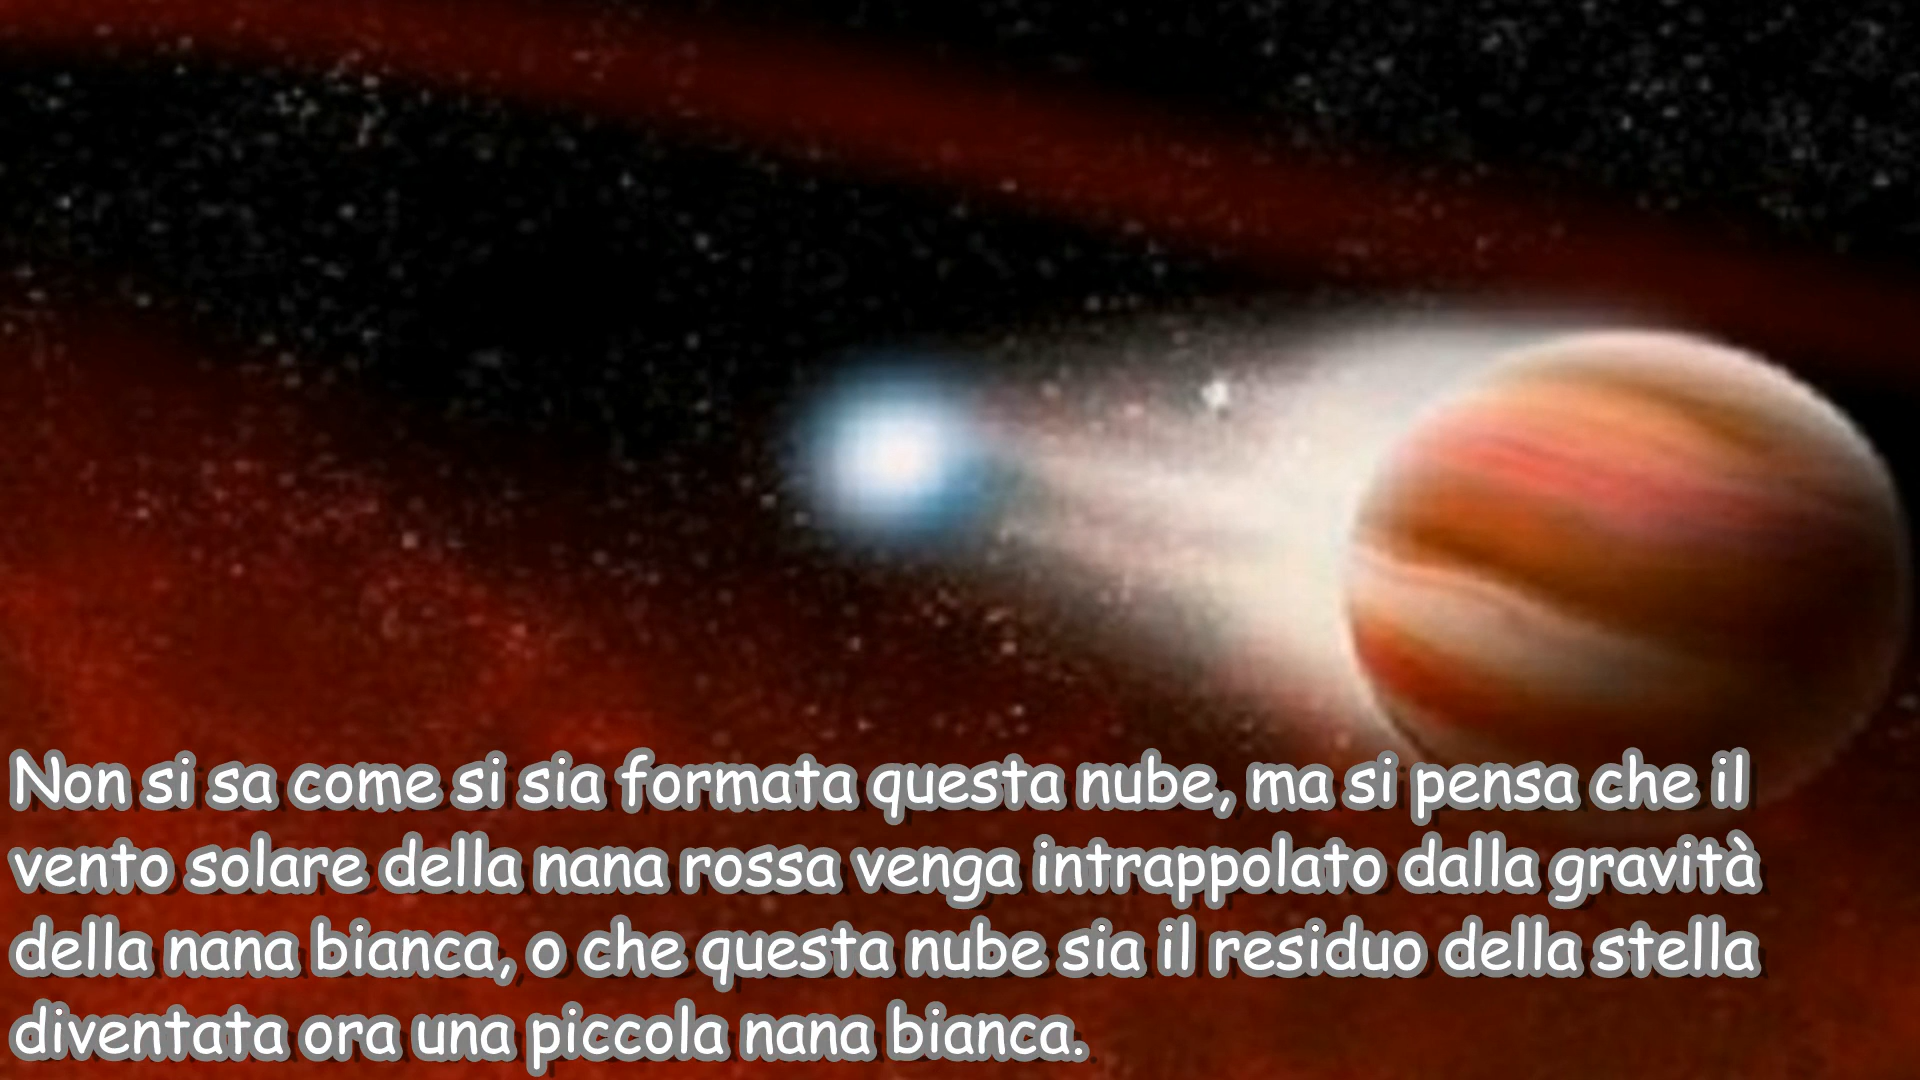 Non si sa come si sia formata questa nube, ma si pensa che il
vento solare della nana rossa venga intrappolato dalla gravità
della nana bianca, o che questa nube sia il residuo della stella
diventata ora una piccola nana bianca.